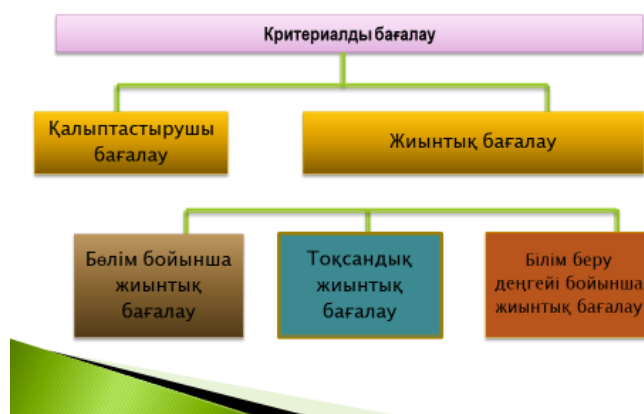 Критериалды бағалау
Қалыптастырушы
бағалау
Жиынтық бағалау
Бөлім бойынша
жиынтық
бағалау
Тоқсандық
жиынтық
бағалау
Білім беру
деңгейі бойынша
жиынтық бағалау